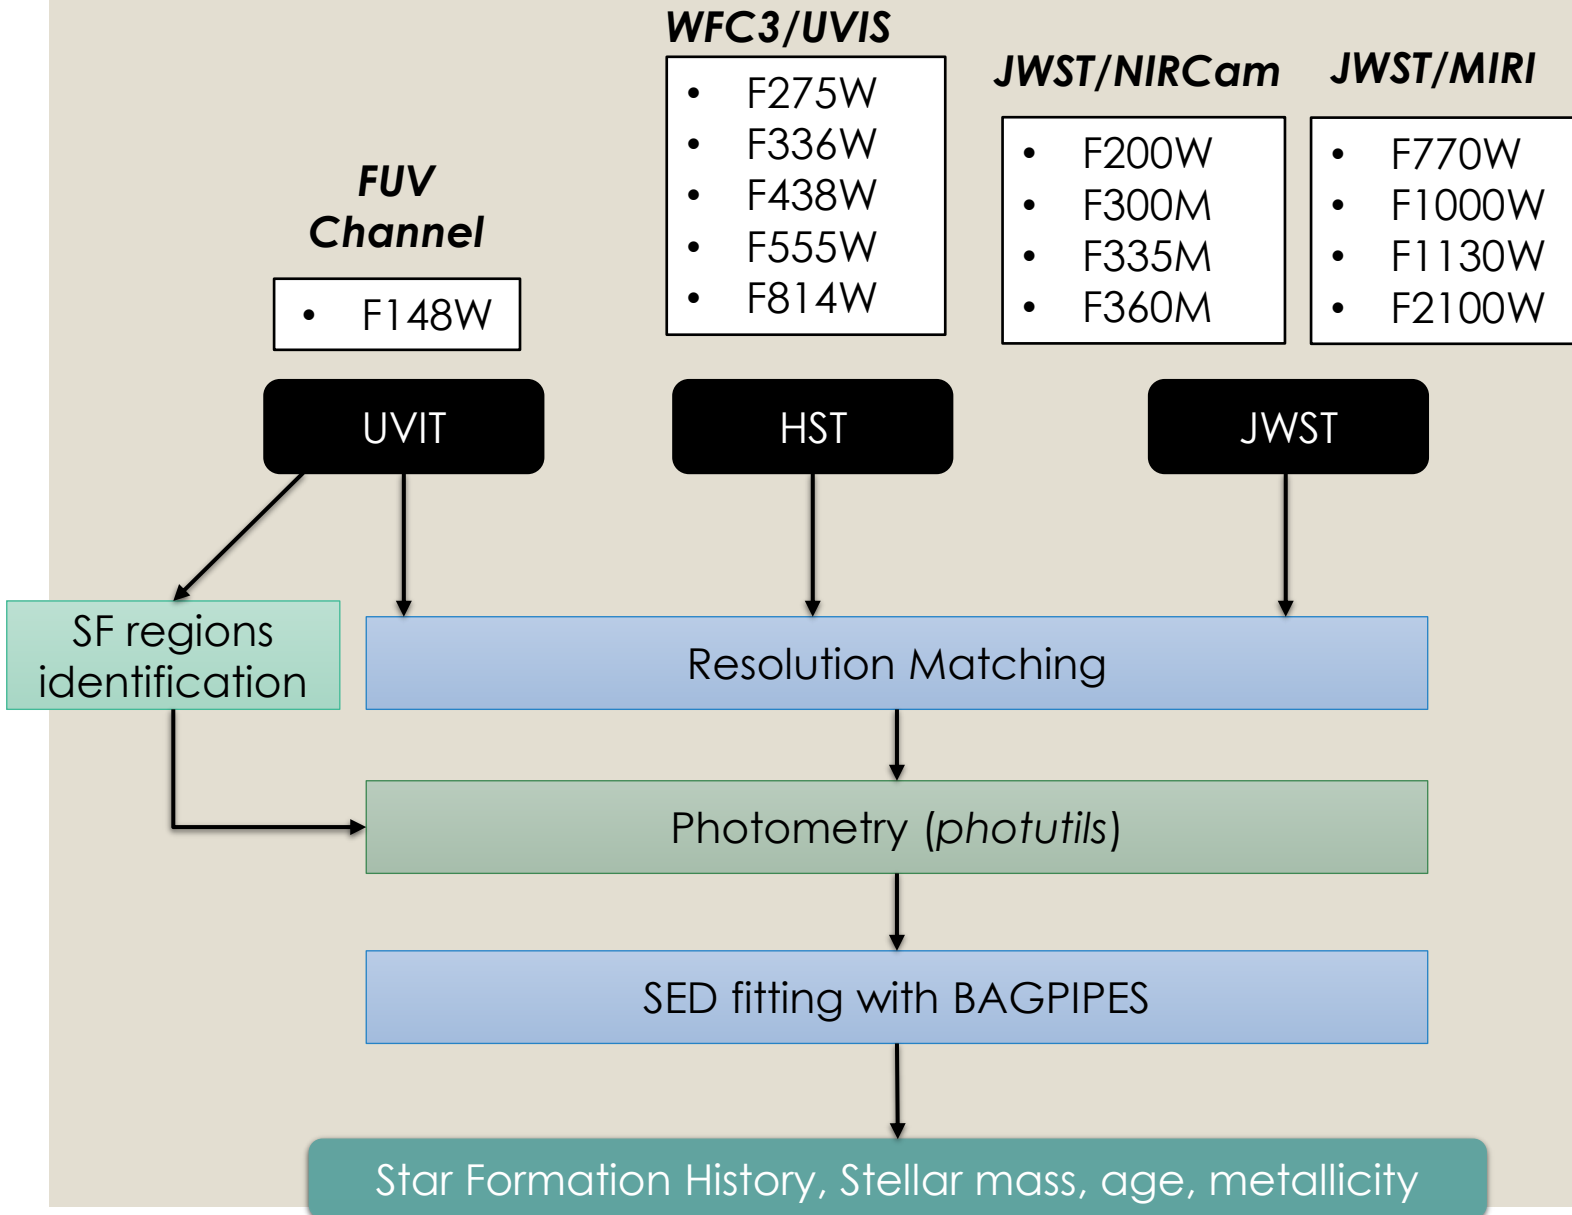 WFC3/UVIS
• F275W
• F336W
• F438W
• F555W
• F814W
JWST/NIRCam
• F200W
• F300M
• F335M
• F360M
JWST/MIRI
• F770W
• F1000W
• F1130W
• F2100W
FUV
Channel
• F148W
UVIT
HST
JWST
SF regions
identification
Resolution Matching
Photometry (photutils)
SED fitting with BAGPIPES
Star Formation History, Stellar mass, age, metallicity